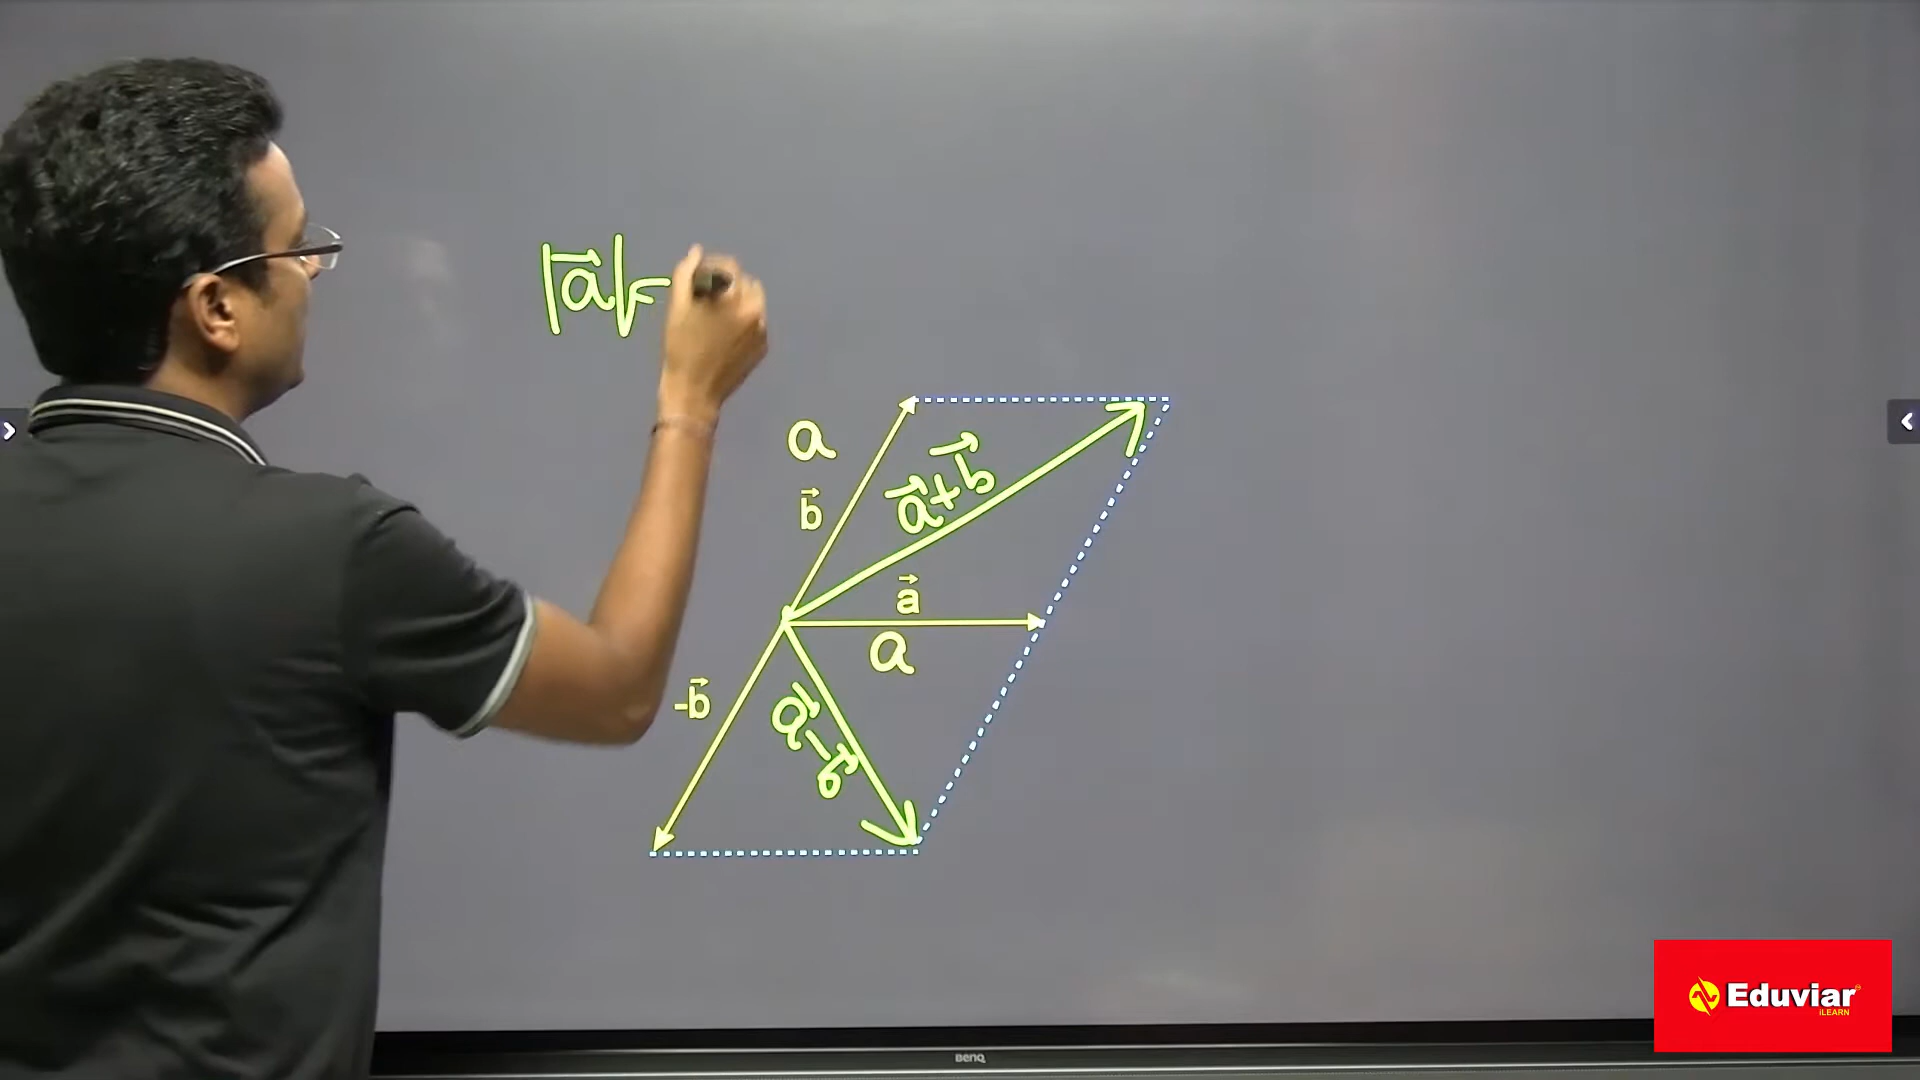 |a⃗|=
a
b⃗
a⃗+b⃗
a⃗
a
-b⃗
a⃗-b⃗
Eduviar
iLEARN
BenQ